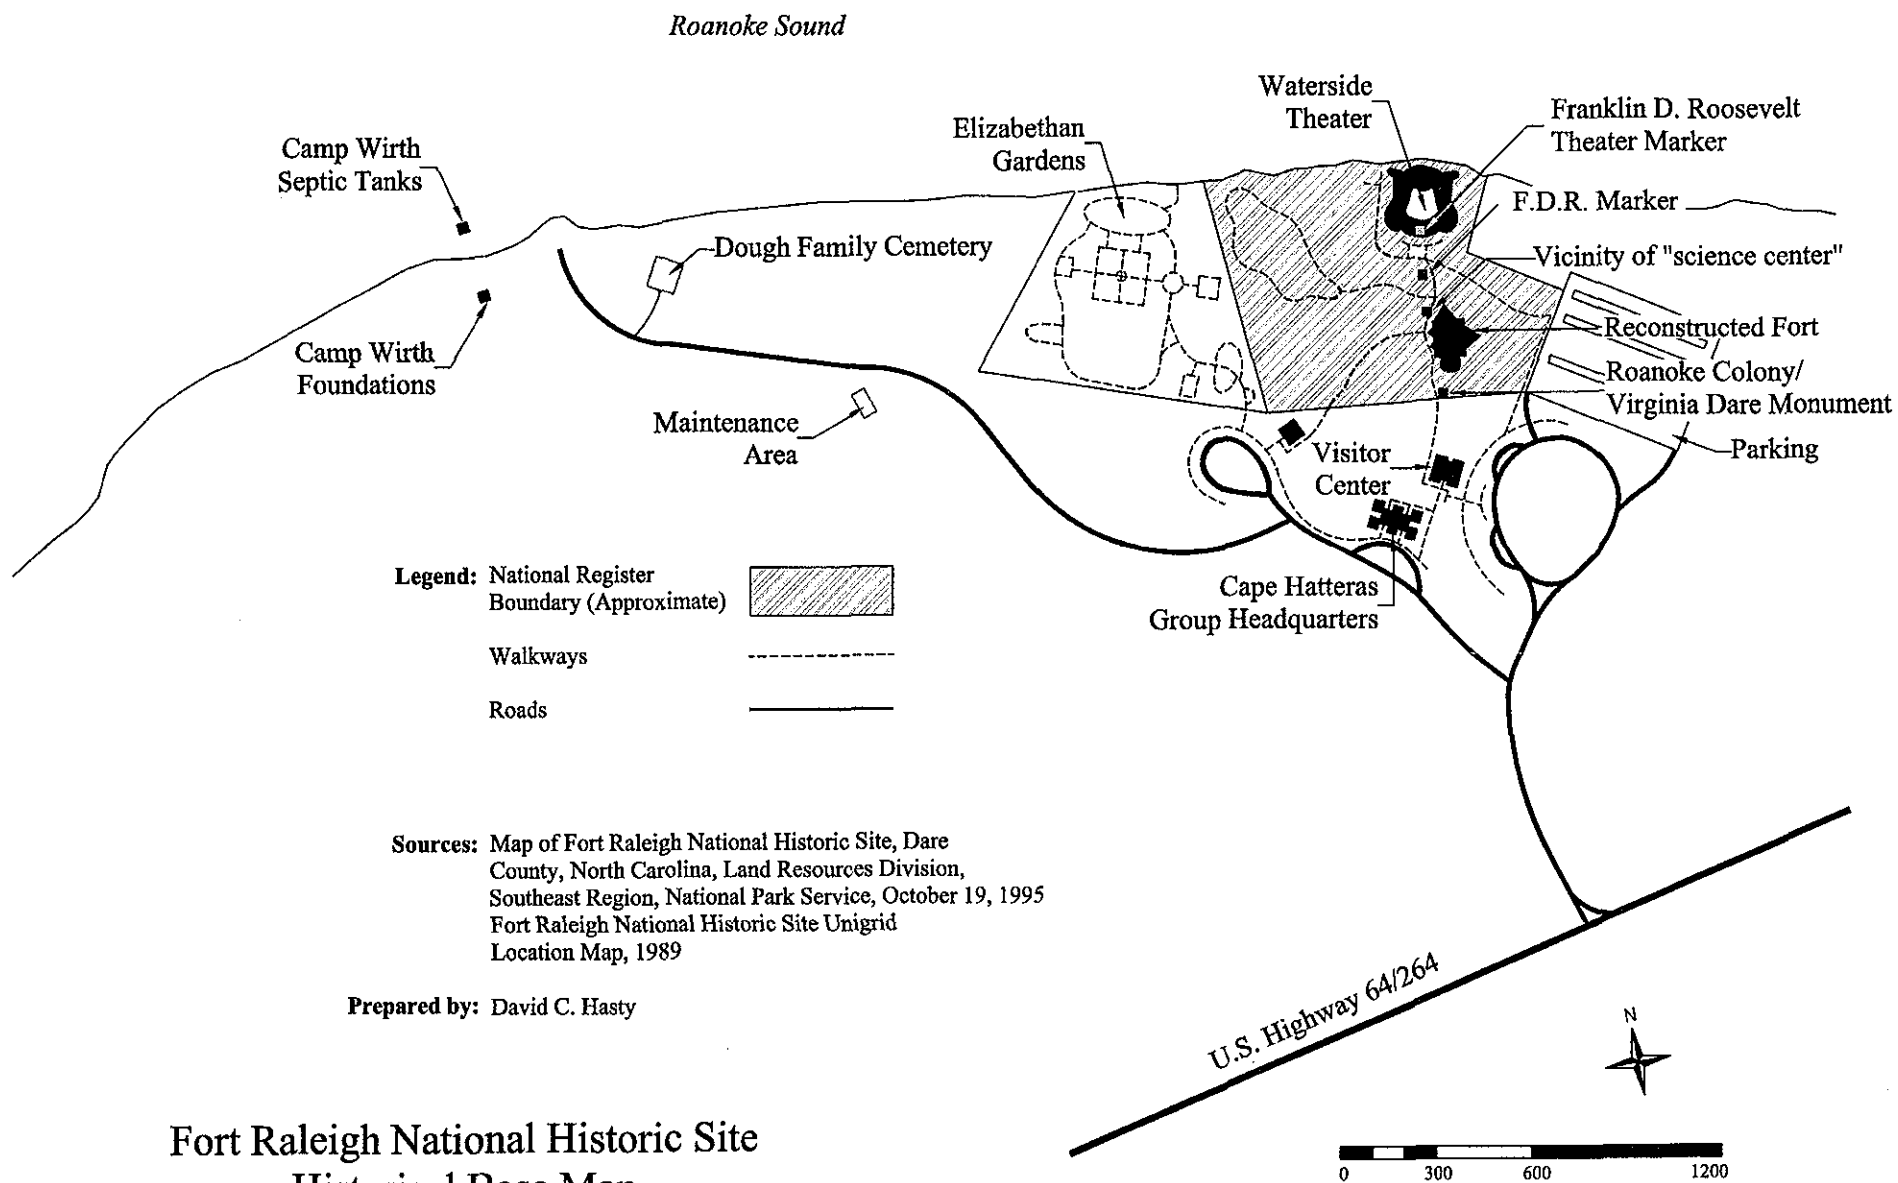 Roanoke Sound
Waterside
Theater
Franklin D. Roosevelt
Theater Marker
Elizabethan
Gardens
Camp Wirth
Septic Tanks
F.D.R. Marker
Dough Family Cemetery
Vicinity of "science center"
Reconstructed Fort
Camp Wirth
Foundations
Roanoke Colony/
Virginia Dare Monument
Maintenance
Area
Parking
Visitor
Center
Cape Hatteras
Group Headquarters
Legend: National Register
Boundary (Approximate)
Walkways
Roads
Sources: Map of Fort Raleigh National Historic Site, Dare
County, North Carolina, Land Resources Division,
Southeast Region, National Park Service, October 19, 1995
Fort Raleigh National Historic Site Unigrid
Location Map, 1989
Prepared by: David C. Hasty
U.S. Highway 64/264
N
Fort Raleigh National Historic Site
Historical Base Map
0 300 600 1200